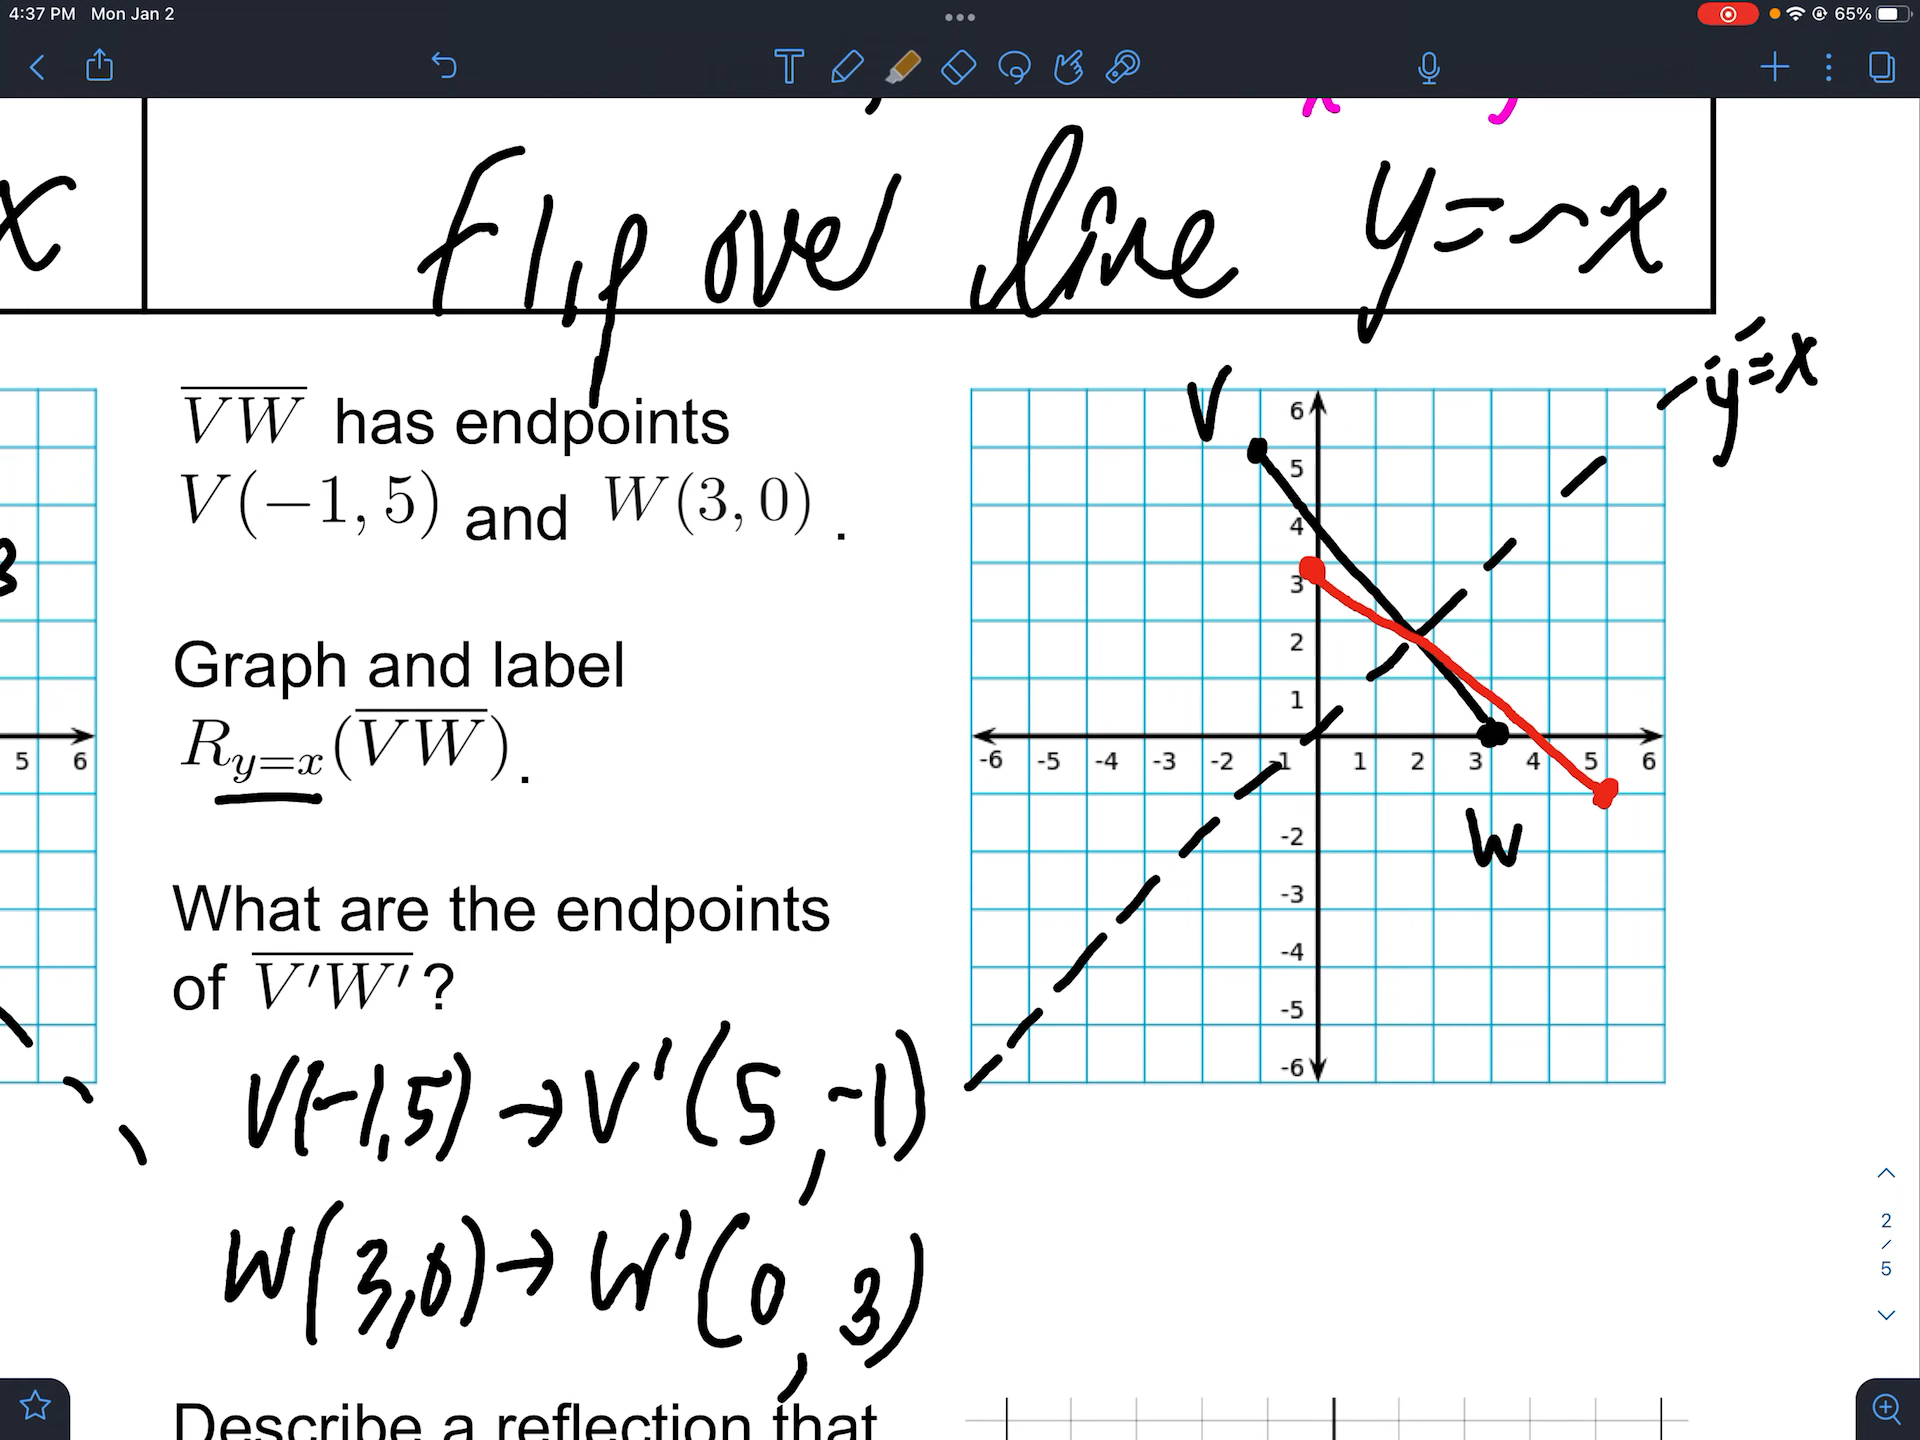 4:37 PM Mon Jan 2
65%
T
x
Flip over line y=-x
y=x
VW has endpoints
V(−1, 5) and W(3, 0) .
Graph and label
R_y=x(VW) .
What are the endpoints
of V′W′?
V(-1,5) → V'(5,-1)
W(3,0) → W'(0,3)
Describe a reflection that
3
5 6
V
6
5
4
3
2
1
-6 -5 -4 -3 -2 -1 1 2 3 4 5 6
W
-2
-3
-4
-5
-6
2
/
5